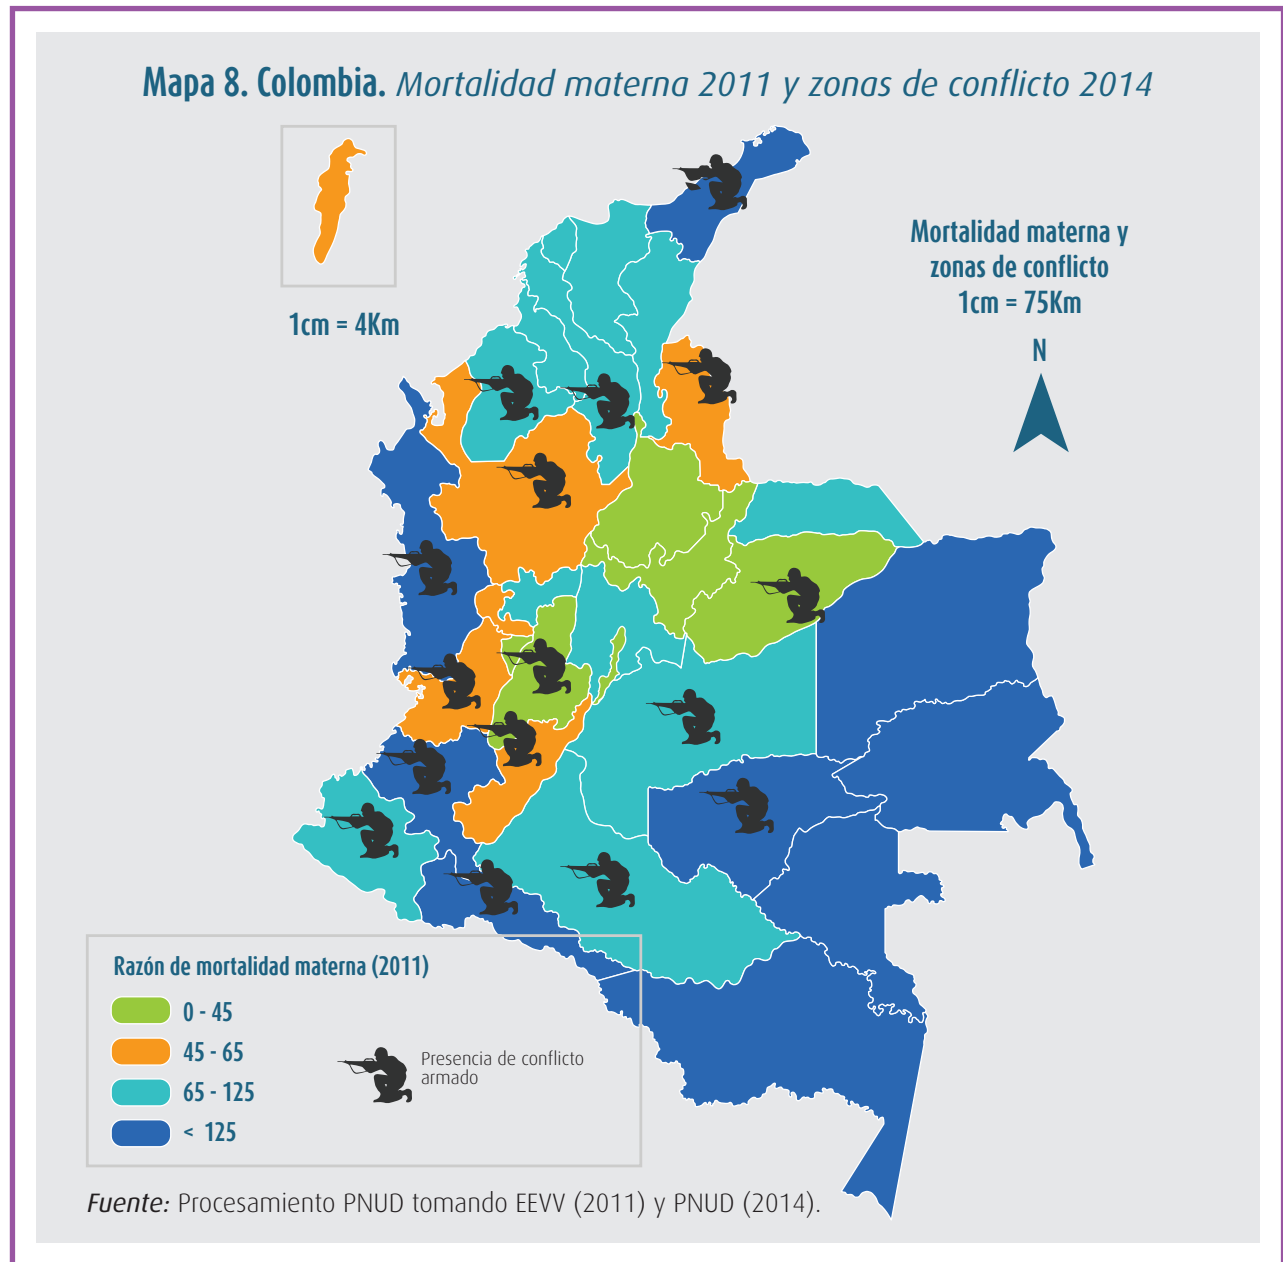 Mapa 8. Colombia. Mortalidad materna 2011 y zonas de conflicto 2014
1cm = 4Km
Mortalidad materna y
zonas de conflicto
1cm = 75Km
N
Razón de mortalidad materna (2011)
0 - 45
45 - 65
65 - 125
< 125
Presencia de conflicto
armado
Fuente: Procesamiento PNUD tomando EEVV (2011) y PNUD (2014).